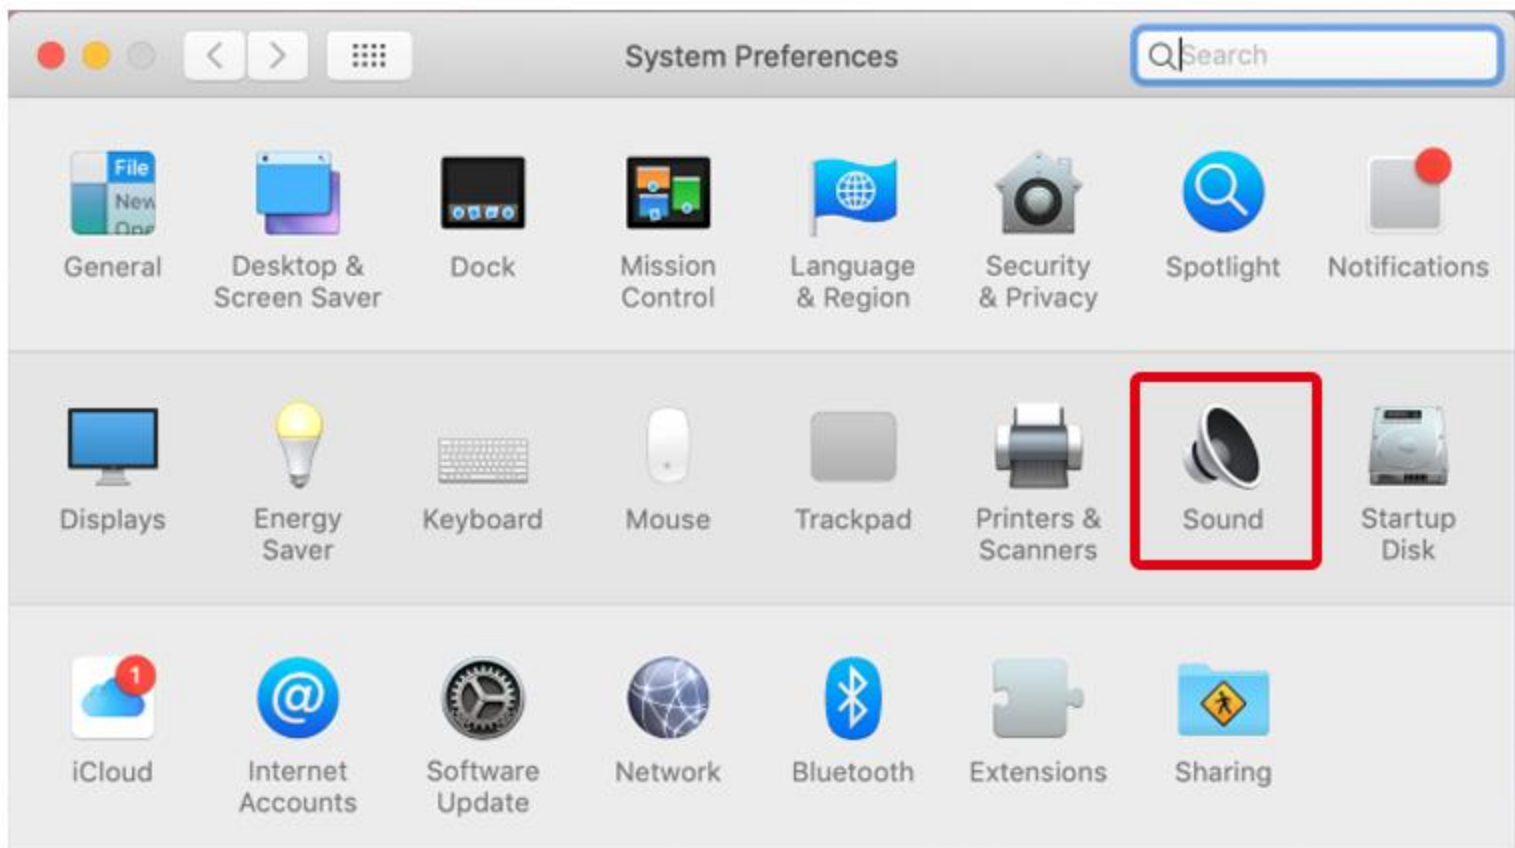 System Preferences
Search
File
New
Ope
General
Desktop &
Screen Saver
Dock
Mission
Control
Language
& Region
Security
& Privacy
Spotlight
Notifications
Displays
Energy
Saver
Keyboard
Mouse
Trackpad
Printers &
Scanners
Sound
Startup
Disk
1
iCloud
@
Internet
Accounts
Software
Update
Network
Bluetooth
Extensions
Sharing